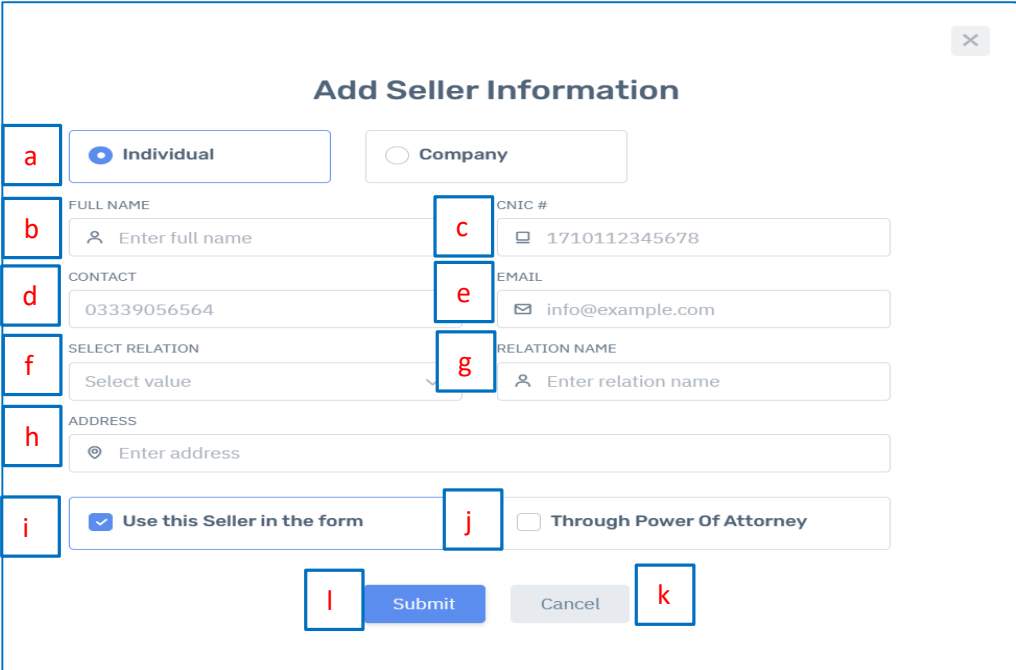 Add Seller Information
a Individual Company
FULL NAME CNIC #
b Enter full name c 1710112345678
CONTACT EMAIL
d 03339056564 e info@example.com
SELECT RELATION RELATION NAME
f Select value g Enter relation name
ADDRESS
h Enter address
i Use this Seller in the form j Through Power Of Attorney
l Submit Cancel k